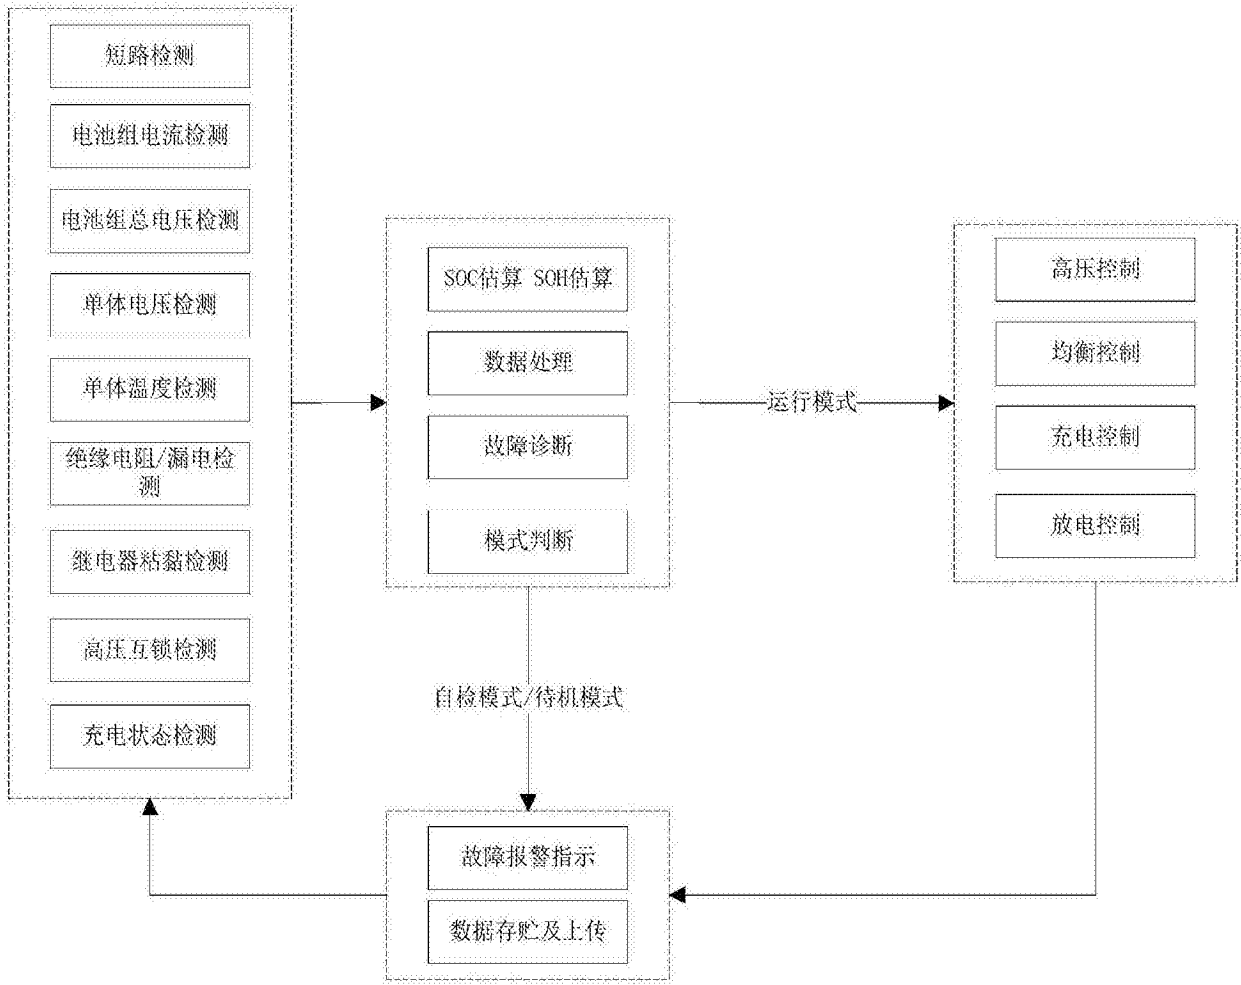 短路检测
电池组电流检测
电池组总电压检测
单体电压检测
单体温度检测
绝缘电阻/漏电检
测
继电器粘黏检测
高压互锁检测
充电状态检测
SOC估算 SOH估算
数据处理
故障诊断
模式判断
运行模式
高压控制
均衡控制
充电控制
放电控制
自检模式/待机模式
故障报警指示
数据存贮及上传